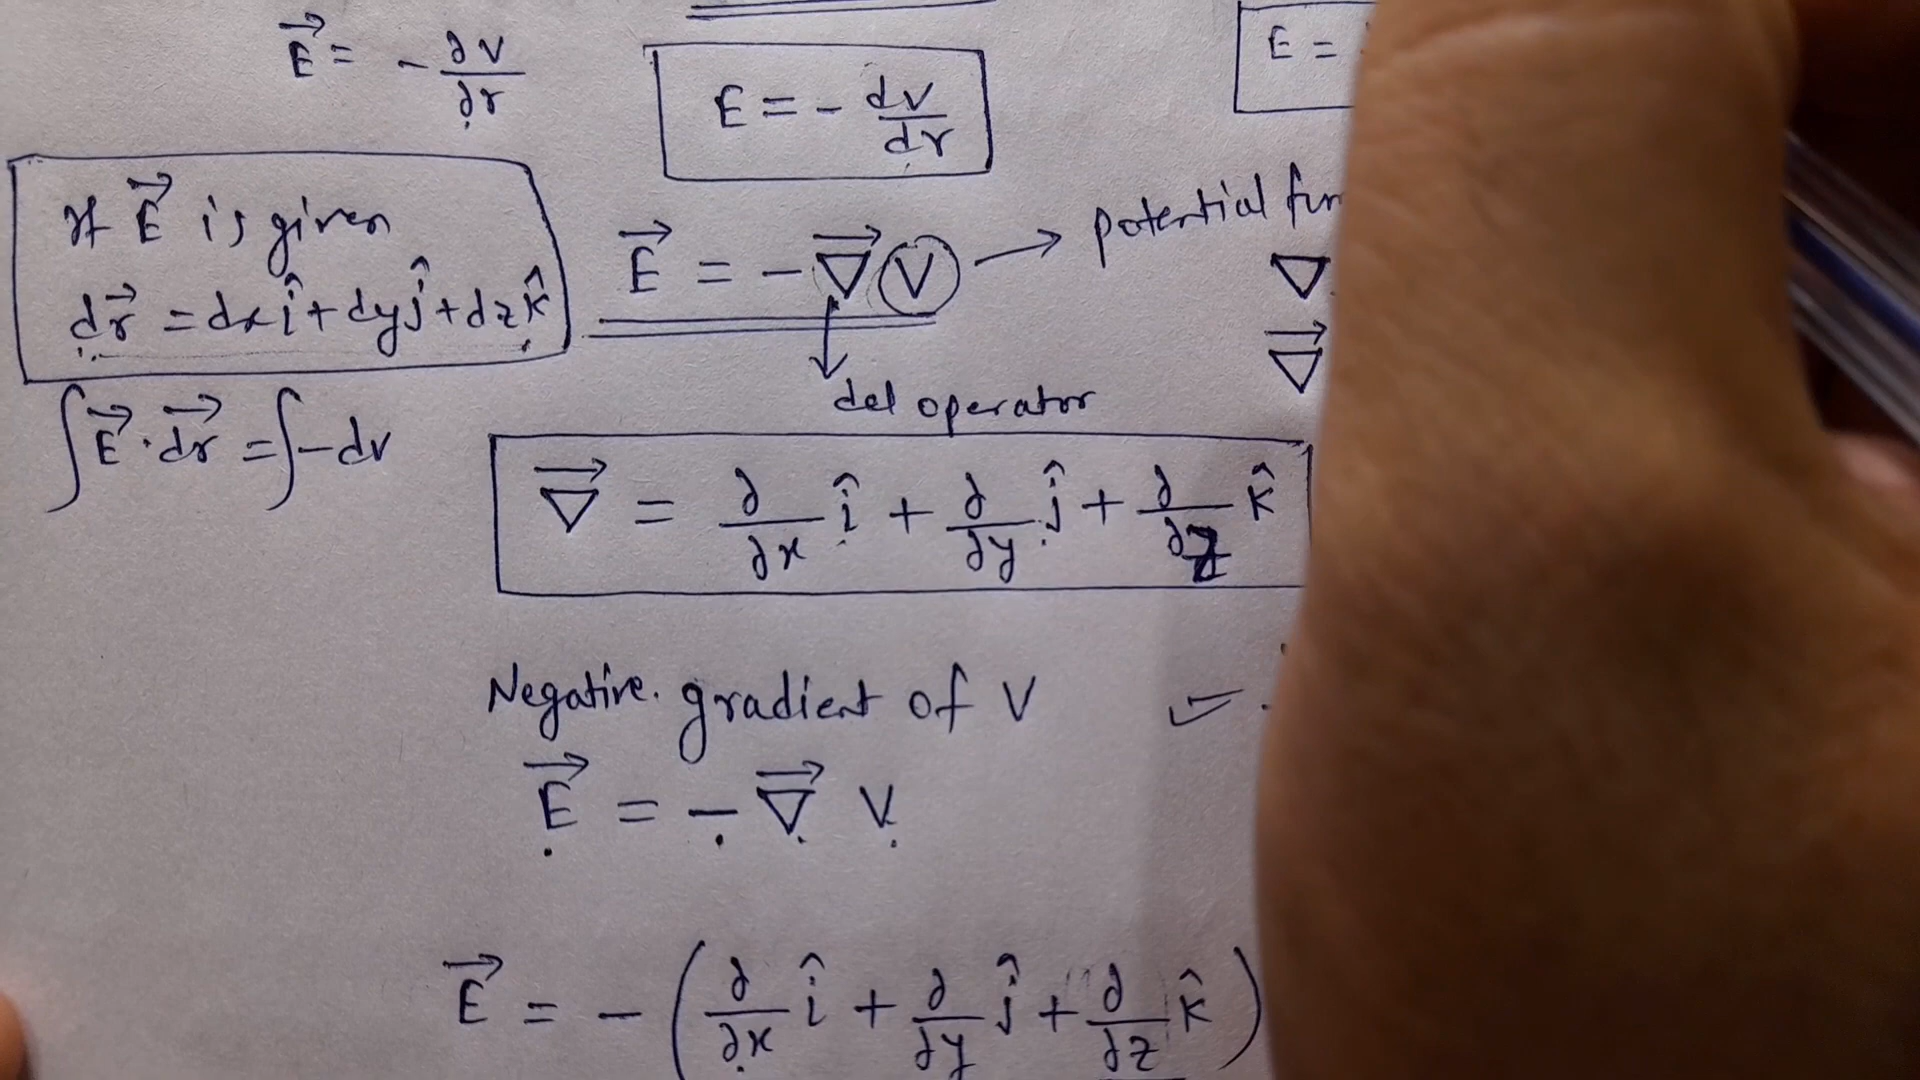 E⃗ = - ∂V/∂r
E = - dV/dr
E =
If E⃗ is given
dr⃗ = dx î + dy ĵ + dz k̂
∫ E⃗ · dr⃗ = ∫ - dv
E⃗ = - ∇⃗ V → potential
∇
∇⃗
del operator
∇⃗ = ∂/∂x î + ∂/∂y ĵ + ∂/∂z k̂
Negative gradient of V
E⃗ = - ∇⃗ V
E⃗ = - ( ∂/∂x î + ∂/∂y ĵ + ∂/∂z k̂ )